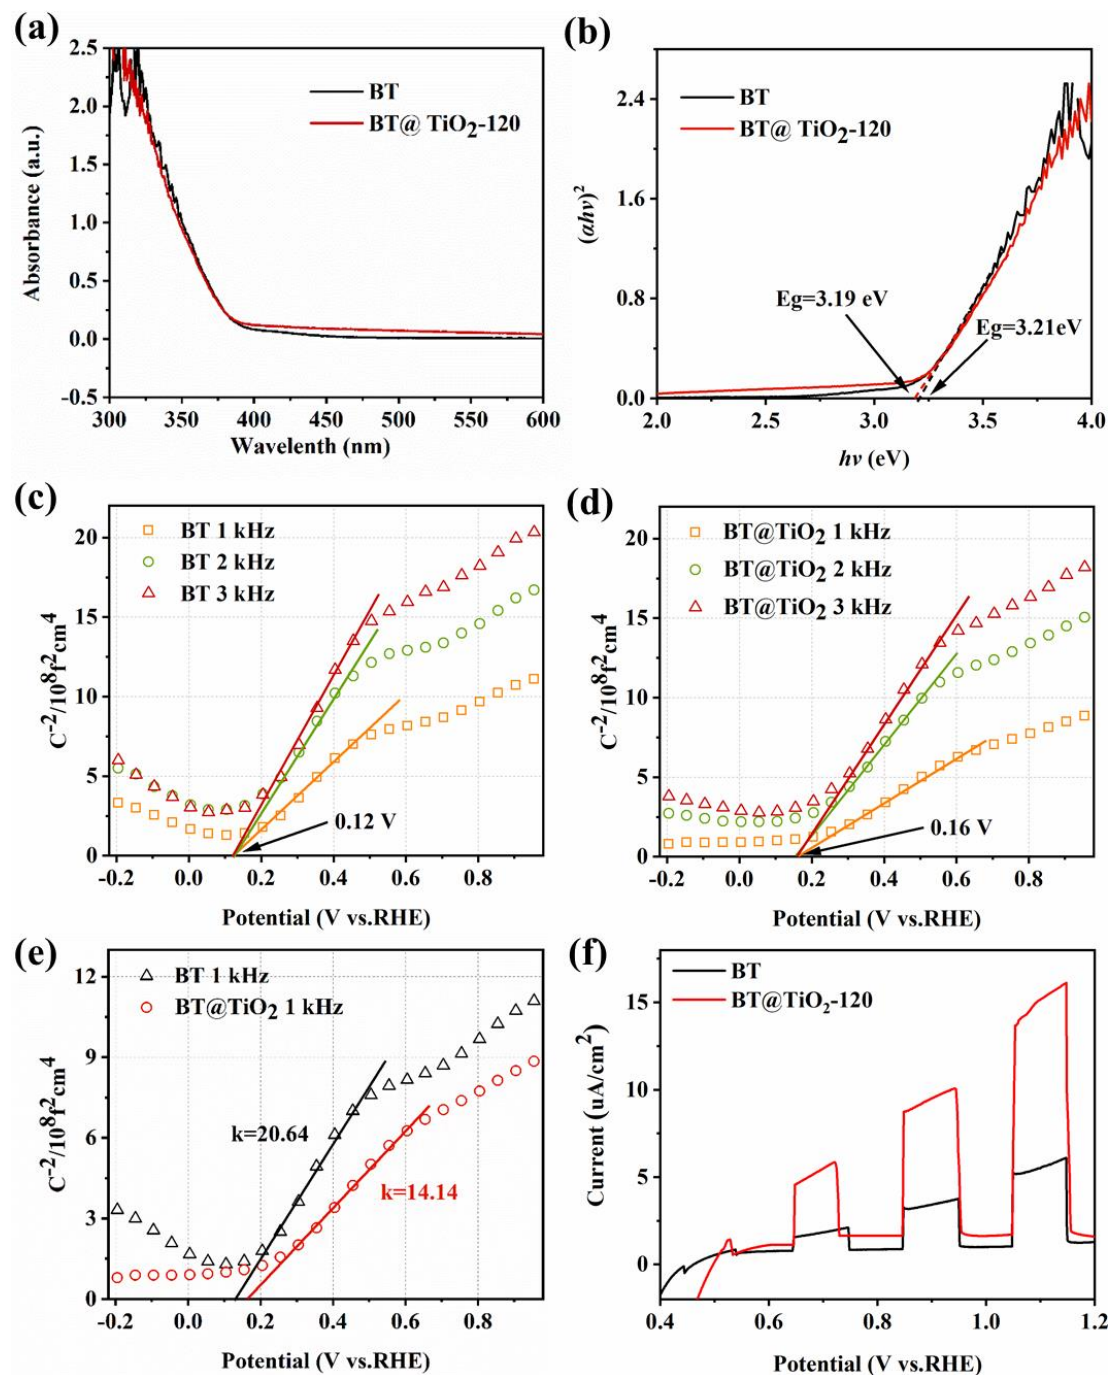 (a)
2.5
2.0
1.5
1.0
0.5
0.0
-0.5
300
350
400
450
500
550
600
Absorbance (a.u.)
Wavelenth (nm)
BT
BT@ TiO₂-120
(b)
2.4
1.6
0.8
0.0
2.0
2.5
3.0
3.5
4.0
(αhν)²
hν (eV)
BT
BT@ TiO₂-120
Eg=3.19 eV
Eg=3.21eV
(c)
20
15
10
5
0
-0.2
0.0
0.2
0.4
0.6
0.8
C⁻²/10⁸f²cm⁴
Potential (V vs.RHE)
BT 1 kHz
BT 2 kHz
BT 3 kHz
0.12 V
(d)
20
15
10
5
0
-0.2
0.0
0.2
0.4
0.6
0.8
C⁻²/10⁸f²cm⁴
Potential (V vs.RHE)
BT@TiO₂ 1 kHz
BT@TiO₂ 2 kHz
BT@TiO₂ 3 kHz
0.16 V
(e)
12
9
6
3
0
-0.2
0.0
0.2
0.4
0.6
0.8
C⁻²/10⁸f²cm⁴
Potential (V vs.RHE)
BT 1 kHz
BT@TiO₂ 1 kHz
k=20.64
k=14.14
(f)
15
10
5
0
0.4
0.6
0.8
1.0
1.2
Current (uA/cm²)
Potential (V vs.RHE)
BT
BT@TiO₂-120